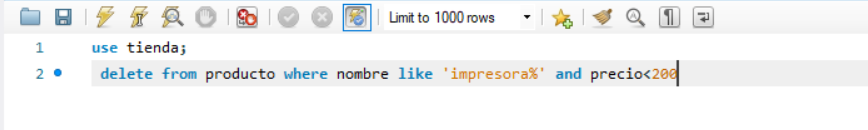 Limit to 1000 rows
1 use tienda;
2 delete from producto where nombre like 'impresora%' and precio<200